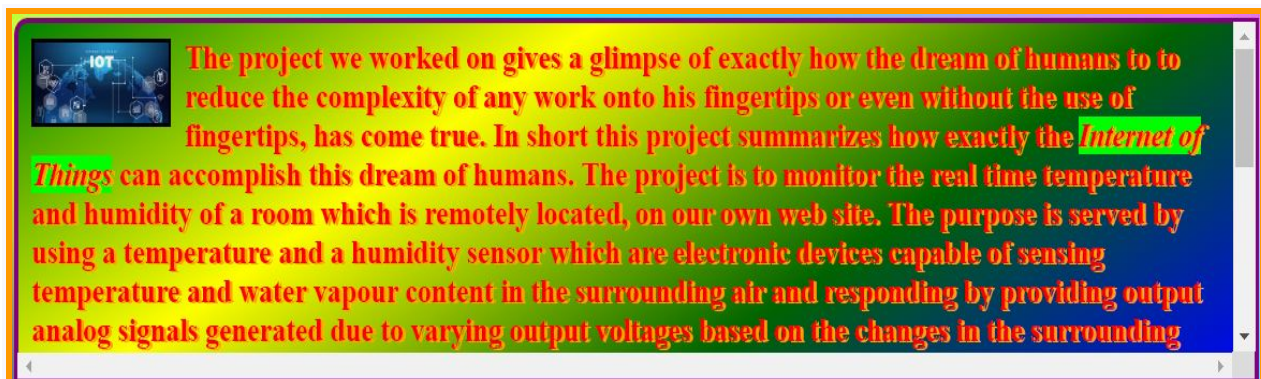 IOT
The project we worked on gives a glimpse of exactly how the dream of humans to to
reduce the complexity of any work onto his fingertips or even without the use of
fingertips, has come true. In short this project summarizes how exactly the Internet of
Things can accomplish this dream of humans. The project is to monitor the real time temperature
and humidity of a room which is remotely located, on our own web site. The purpose is served by
using a temperature and a humidity sensor which are electronic devices capable of sensing
temperature and water vapour content in the surrounding air and responding by providing output
analog signals generated due to varying output voltages based on the changes in the surrounding